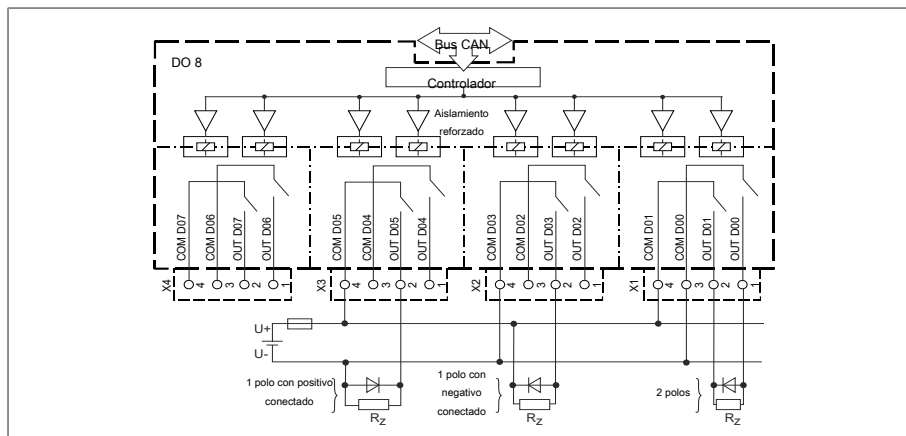 Bus CAN
DO 8
Controlador
Aislamiento
reforzado
COM D07
COM D06
OUT D07
OUT D06
COM D05
COM D04
OUT D05
OUT D04
COM D03
COM D02
OUT D03
OUT D02
COM D01
COM D00
OUT D01
OUT D00
X4
4
3
2
1
X3
4
3
2
1
X2
4
3
2
1
X1
4
3
2
1
U+
U-
1 polo con positivo
conectado
RZ
1 polo con
negativo
conectado
RZ
2 polos
RZ